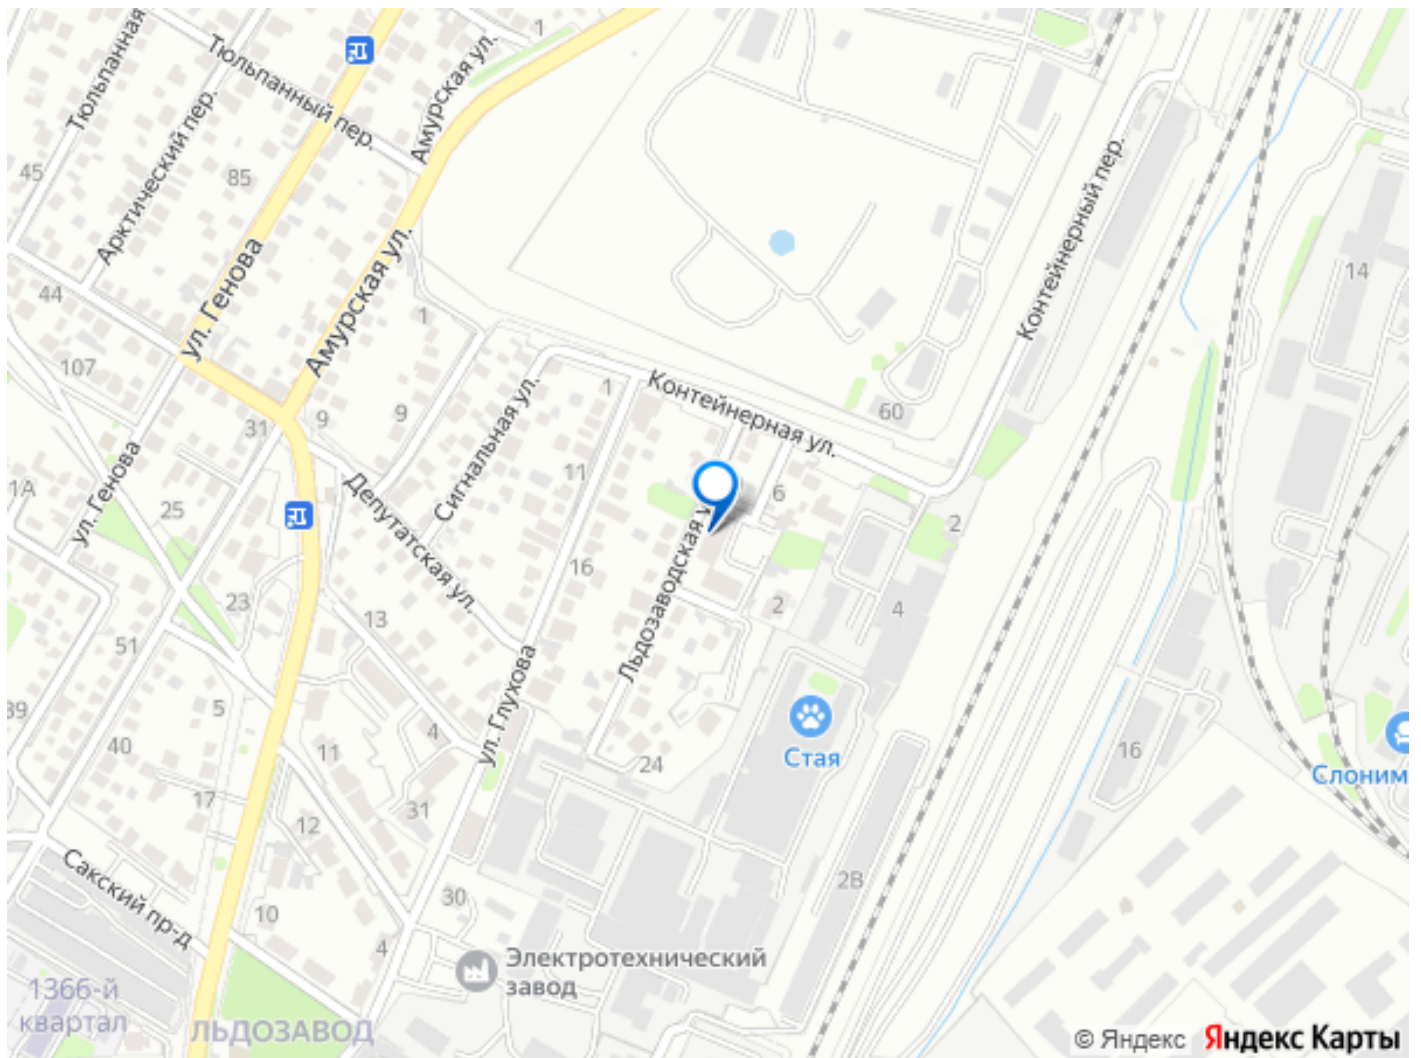 Тюльпанная
Тюльпанный пер.
Амурская ул.
1
Арктический пер.
45
85
ул. Генова
Амурская ул.
Контейнерный пер.
14
44
1
107
9
31
9
Сигнальная ул.
1
Контейнерная ул.
60
11
6
1А
ул. Генова
25
Депутатская ул.
2
16
Льдозаводская у
23
13
2
4
51
ул. Глухова
39
5
4
40
11
24
Стая
16
Слоним
17
31
12
Сакский пр-д
2В
30
10
4
Электротехнический
завод
1366-й
квартал
ЛЬДОЗАВОД
© Яндекс Яндекс Карты